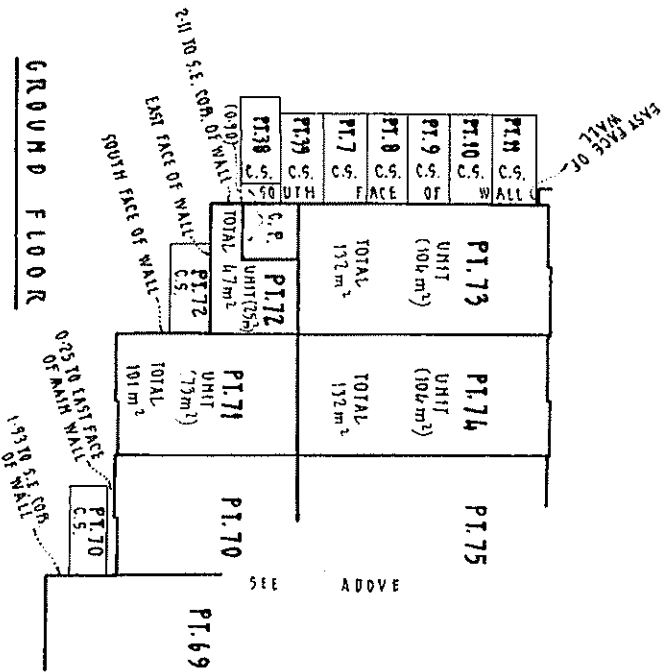 EAST FACE OF
WALL
2·11 TO S.E. COR. OF WALL
(0·90)
EAST FACE OF WALL
SOUTH FACE OF WALL
PT.38
C.S.
PT.39
C.S.
PT.7
C.S.
PT.8
C.S.
PT.9
C.S.
PT.10
C.S.
PT.11
C.S.
SOUTH FACE OF WALL
C.P.
PT.72
UNIT (25m²)
TOTAL 47m²
PT.72
C.S.
PT.73
UNIT
(104m²)
TOTAL
132m²
PT.71
UNIT
(73m²)
TOTAL
101m²
PT.74
UNIT
(104m²)
TOTAL
132m²
0·25 TO EAST FACE
OF MAIN WALL
1·93 TO S.E. COR.
OF WALL
PT.70
C.S.
PT.70
PT.75
SEE ABOVE
PT.69
GROUND FLOOR